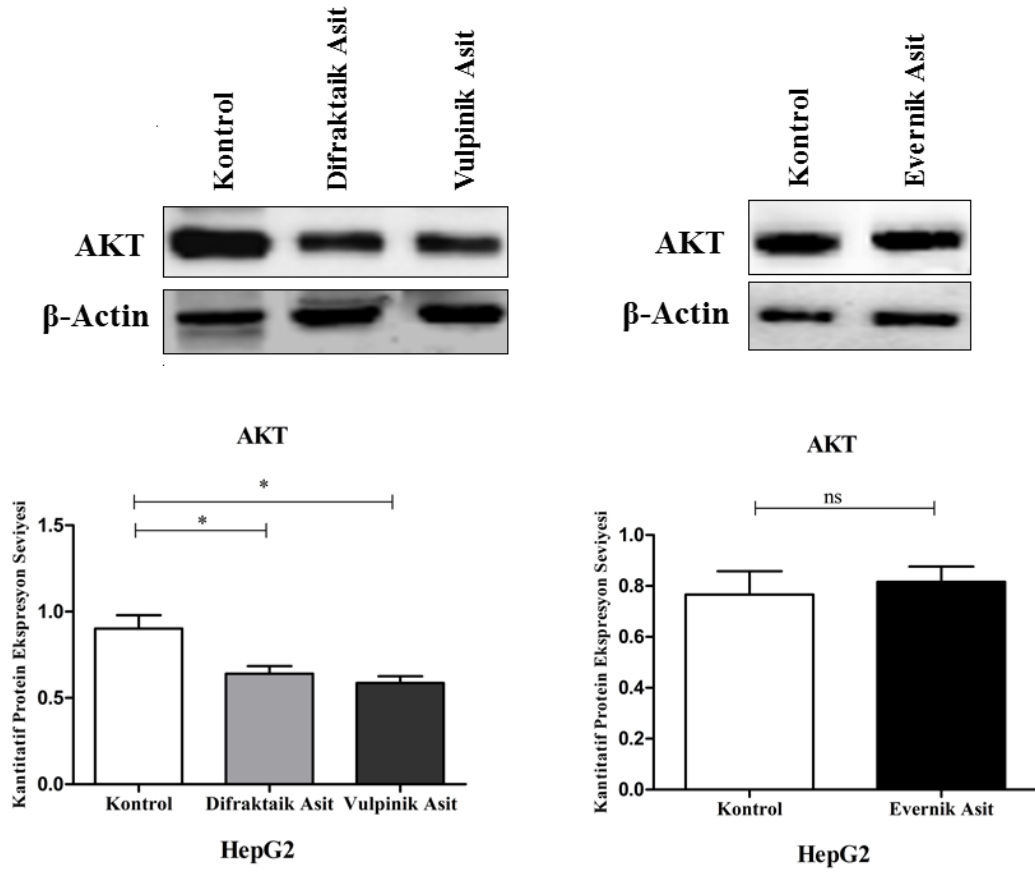 Kontrol
Difraktaik Asit
Vulpinik Asit
AKT
β-Actin
Kontrol
Evernik Asit
AKT
β-Actin
AKT
*
*
Kantitatif Protein Ekspresyon Seviyesi
1.5
1.0
0.5
0.0
Kontrol
Difraktaik Asit
Vulpinik Asit
HepG2
AKT
ns
Kantitatif Protein Ekspresyon Seviyesi
1.0
0.8
0.6
0.4
0.2
0.0
Kontrol
Evernik Asit
HepG2